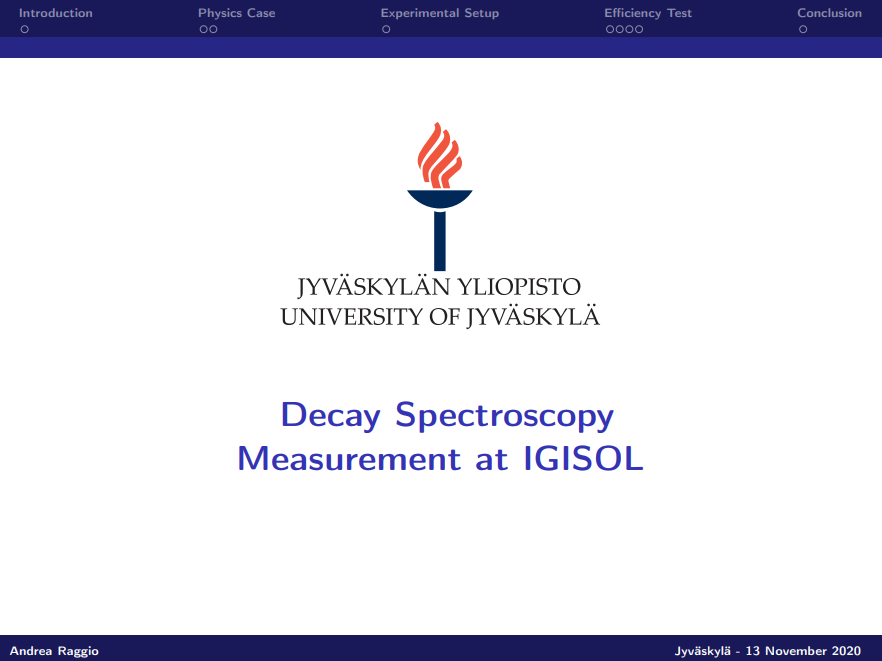 Introduction
Physics Case
Experimental Setup
Efficiency Test
Conclusion
JYVÄSKYLÄN YLIOPISTO
UNIVERSITY OF JYVÄSKYLÄ
Decay Spectroscopy
Measurement at IGISOL
Andrea Raggio
Jyväskylä - 13 November 2020